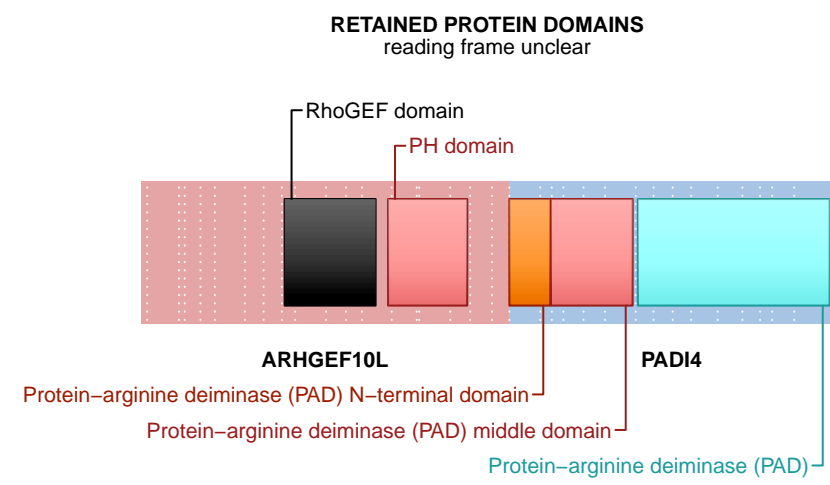 RETAINED PROTEIN DOMAINS
reading frame unclear
RhoGEF domain
PH domain
ARHGEF10L
PADI4
Protein−arginine deiminase (PAD) N−terminal domain
Protein−arginine deiminase (PAD) middle domain
Protein−arginine deiminase (PAD)